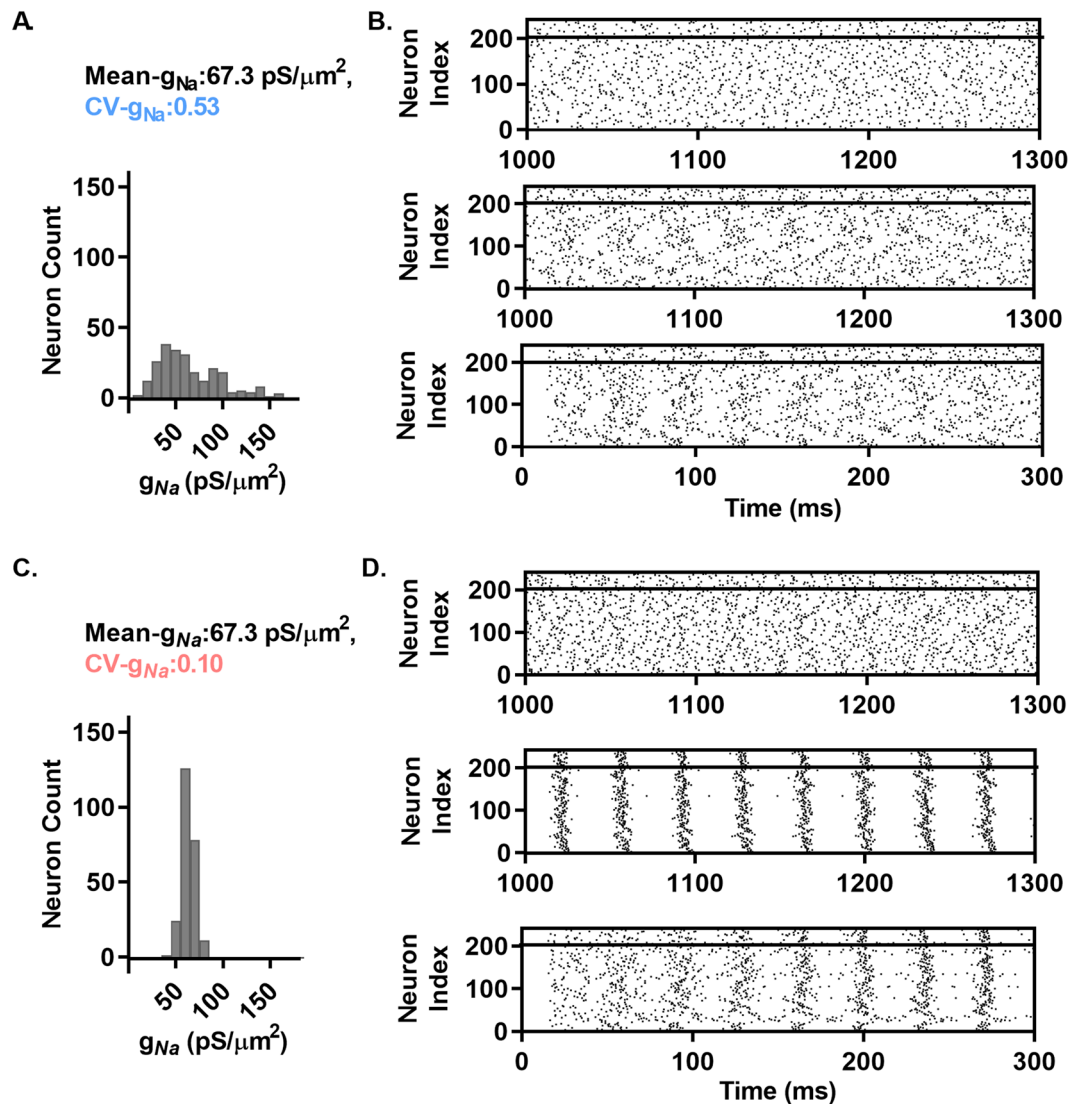 A.
Mean-gNa:67.3 pS/μm²,
CV-gNa:0.53
Neuron Count
150
100
50
0
50
100
150
gNa (pS/μm²)
B.
Neuron
Index
200
100
0
1000
1100
1200
1300
Neuron
Index
200
100
0
1000
1100
1200
1300
Neuron
Index
200
100
0
0
100
200
300
Time (ms)
C.
Mean-gNa:67.3 pS/μm²,
CV-gNa:0.10
Neuron Count
150
100
50
0
50
100
150
gNa (pS/μm²)
D.
Neuron
Index
200
100
0
1000
1100
1200
1300
Neuron
Index
200
100
0
1000
1100
1200
1300
Neuron
Index
200
100
0
0
100
200
300
Time (ms)